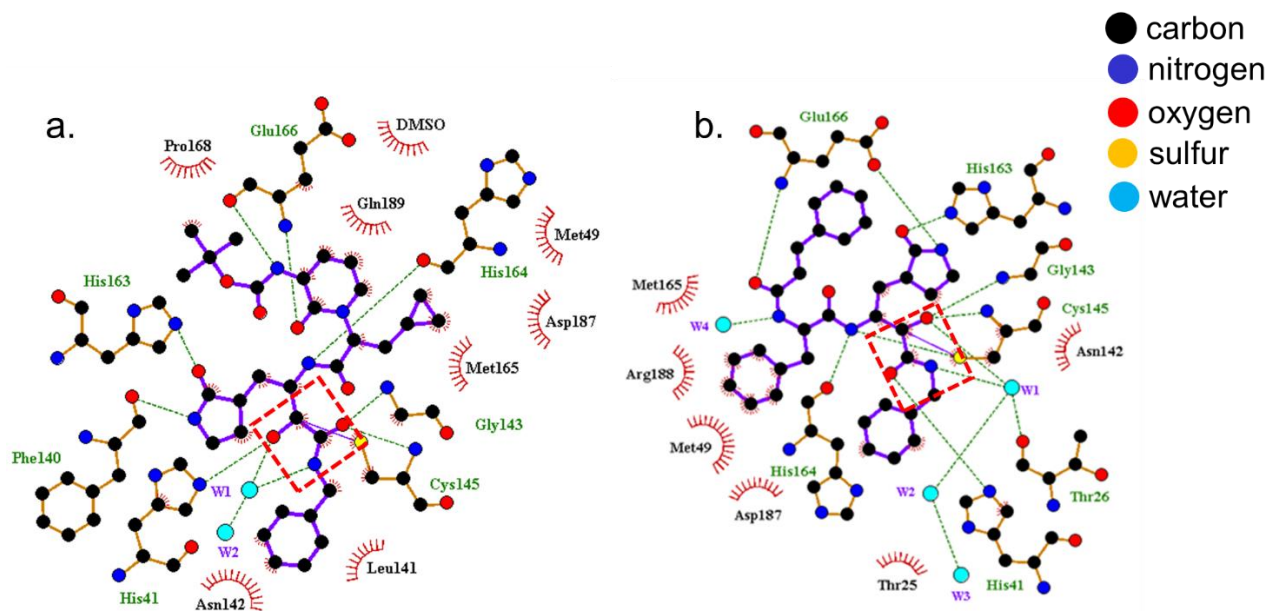 carbon
nitrogen
oxygen
sulfur
water
a.
Glu166
DMSO
Pro168
Gln189
Met49
His164
His163
Asp187
Met165
Gly143
Phe140
W1
Cys145
W2
Leu141
His41
Asn142
b.
Glu166
His163
Gly143
Met165
Cys145
W4
Asn142
Arg188
W1
Met49
His164
W2
Thr26
Asp187
Thr25
His41
W3